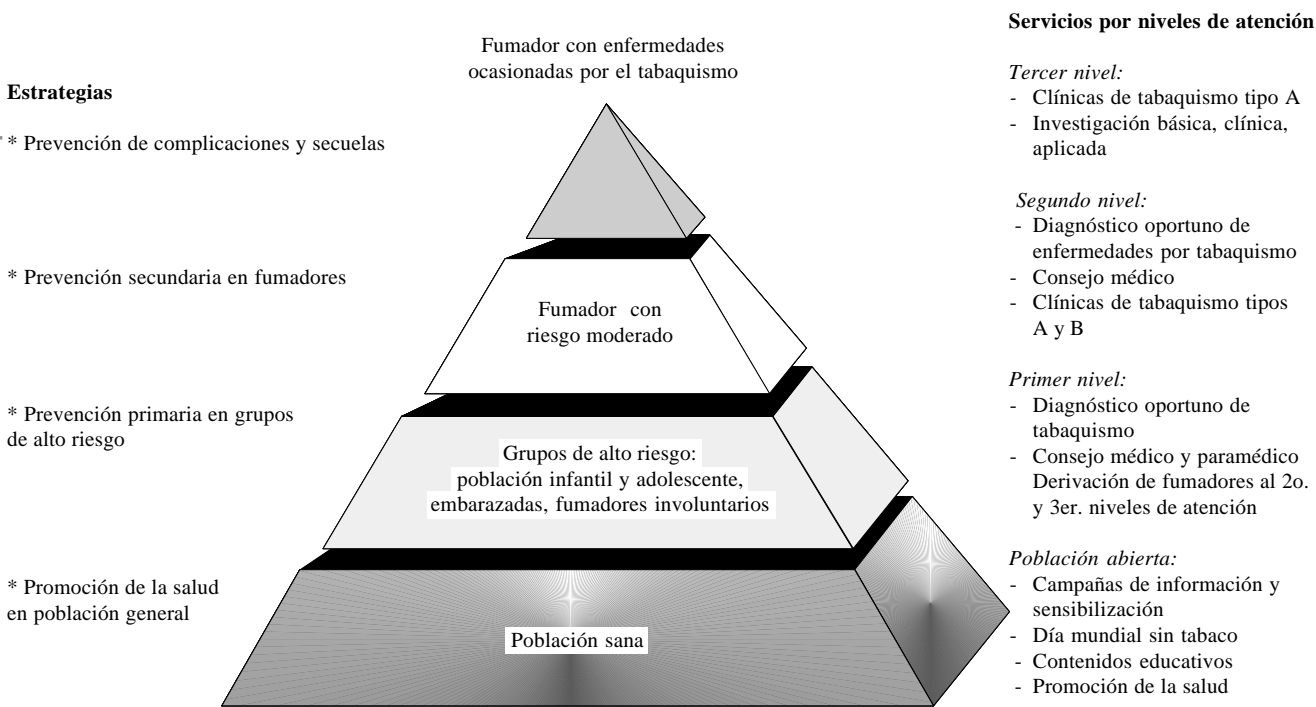 Estrategias
* Prevención de complicaciones y secuelas
* Prevención secundaria en fumadores
* Prevención primaria en grupos
de alto riesgo
* Promoción de la salud
en población general
Fumador con enfermedades
ocasionadas por el tabaquismo
Fumador con
riesgo moderado
Grupos de alto riesgo:
población infantil y adolescente,
embarazadas, fumadores involuntarios
Población sana
Servicios por niveles de atención
Tercer nivel:
- Clínicas de tabaquismo tipo A
- Investigación básica, clínica,
aplicada
Segundo nivel:
- Diagnóstico oportuno de
enfermedades por tabaquismo
- Consejo médico
- Clínicas de tabaquismo tipos
A y B
Primer nivel:
- Diagnóstico oportuno de
tabaquismo
- Consejo médico y paramédico
Derivación de fumadores al 2o.
y 3er. niveles de atención
Población abierta:
- Campañas de información y
sensibilización
- Día mundial sin tabaco
- Contenidos educativos
- Promoción de la salud